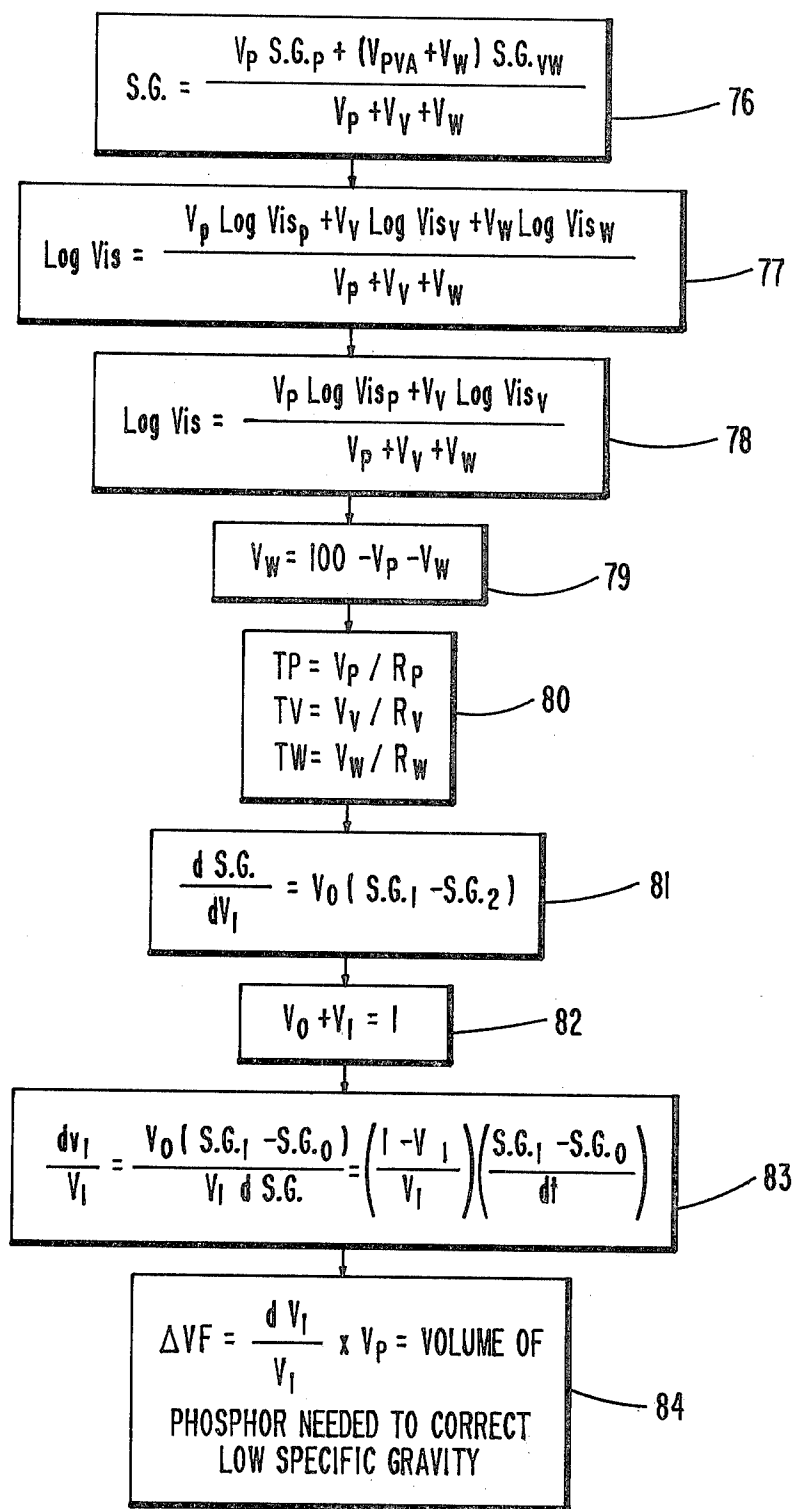 S.G. = (V_P S.G._P + (V_PVA + V_W) S.G._VW) / (V_P + V_V + V_W)
76
Log Vis = (V_p Log Vis_p + V_V Log Vis_V + V_W Log Vis_W) / (V_P + V_V + V_W)
77
Log Vis = (V_P Log Vis_P + V_V Log Vis_V) / (V_P + V_V + V_W)
78
V_W = 100 - V_P - V_W
79
TP = V_P / R_P
TV = V_V / R_V
TW = V_W / R_W
80
d S.G. / dV_1 = V_0 ( S.G._1 - S.G._2 )
81
V_0 + V_1 = 1
82
dv_1 / V_1 = V_0 ( S.G._1 - S.G._0 ) / V_1 d S.G. = ( 1 - V_1 / V_1 ) ( S.G._1 - S.G._0 / dt )
83
ΔVF = d V_1 / V_1 x V_P = VOLUME OF
PHOSPHOR NEEDED TO CORRECT
LOW SPECIFIC GRAVITY
84